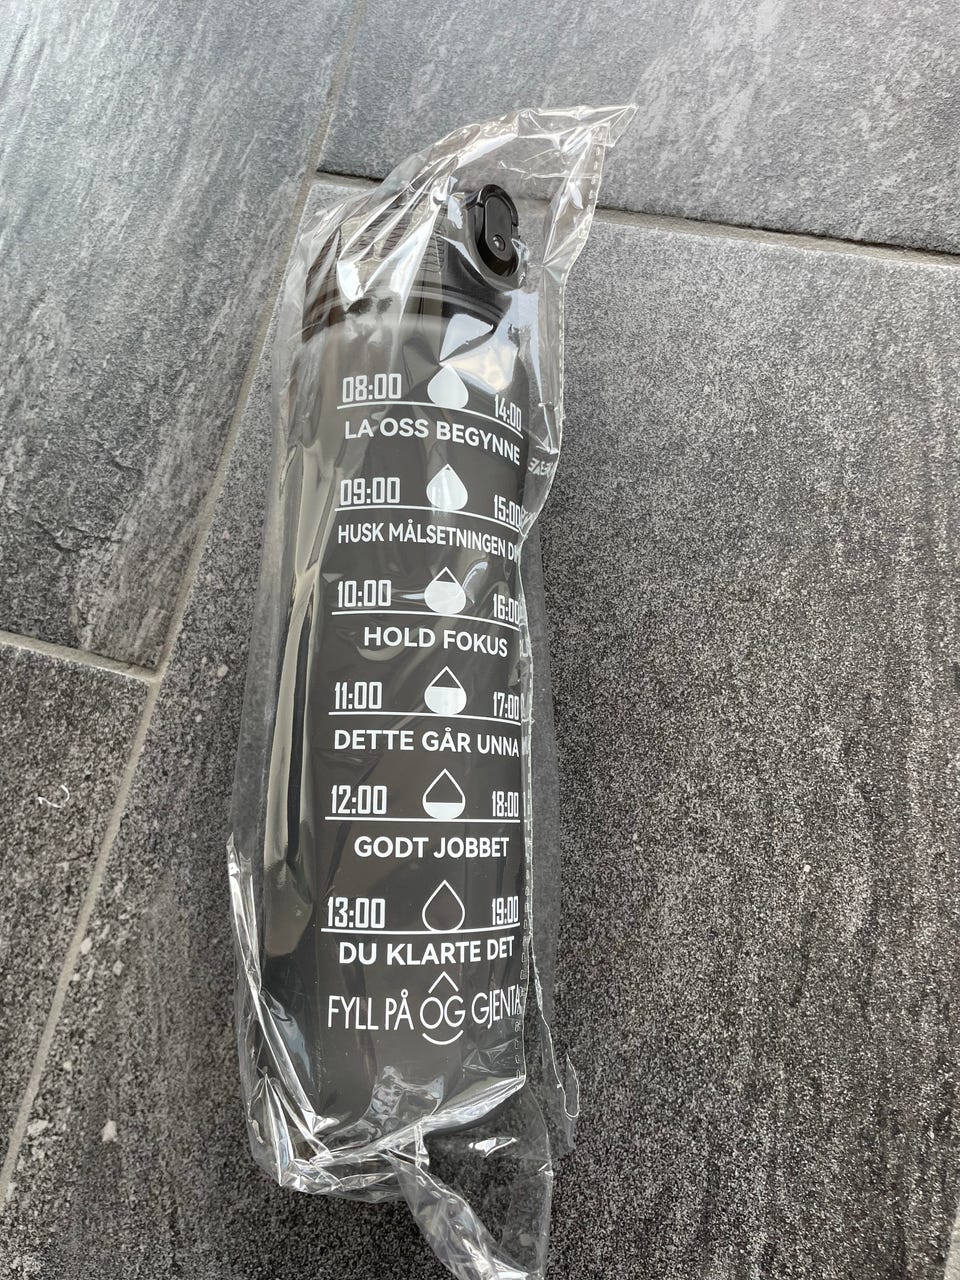 08:00 14:00
LA OSS BEGYNNE
09:00 15:00
HUSK MÅLSETNINGEN
10:00 16:00
HOLD FOKUS
11:00 17:00
DETTE GÅR UNNA
12:00 18:00
GODT JOBBET
13:00 19:00
DU KLARTE DET
FYLL PÅ OG GJENTA